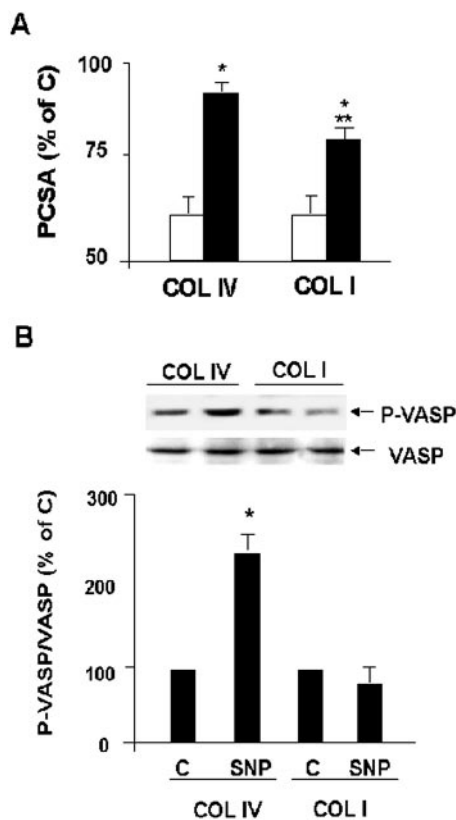 A
PCSA (% of C)
100
*
*
**
75
50
COL IV COL I
B
COL IV COL I
P-VASP
VASP
P-VASP/VASP (% of C)
300
*
200
100
0
C SNP C SNP
COL IV COL I